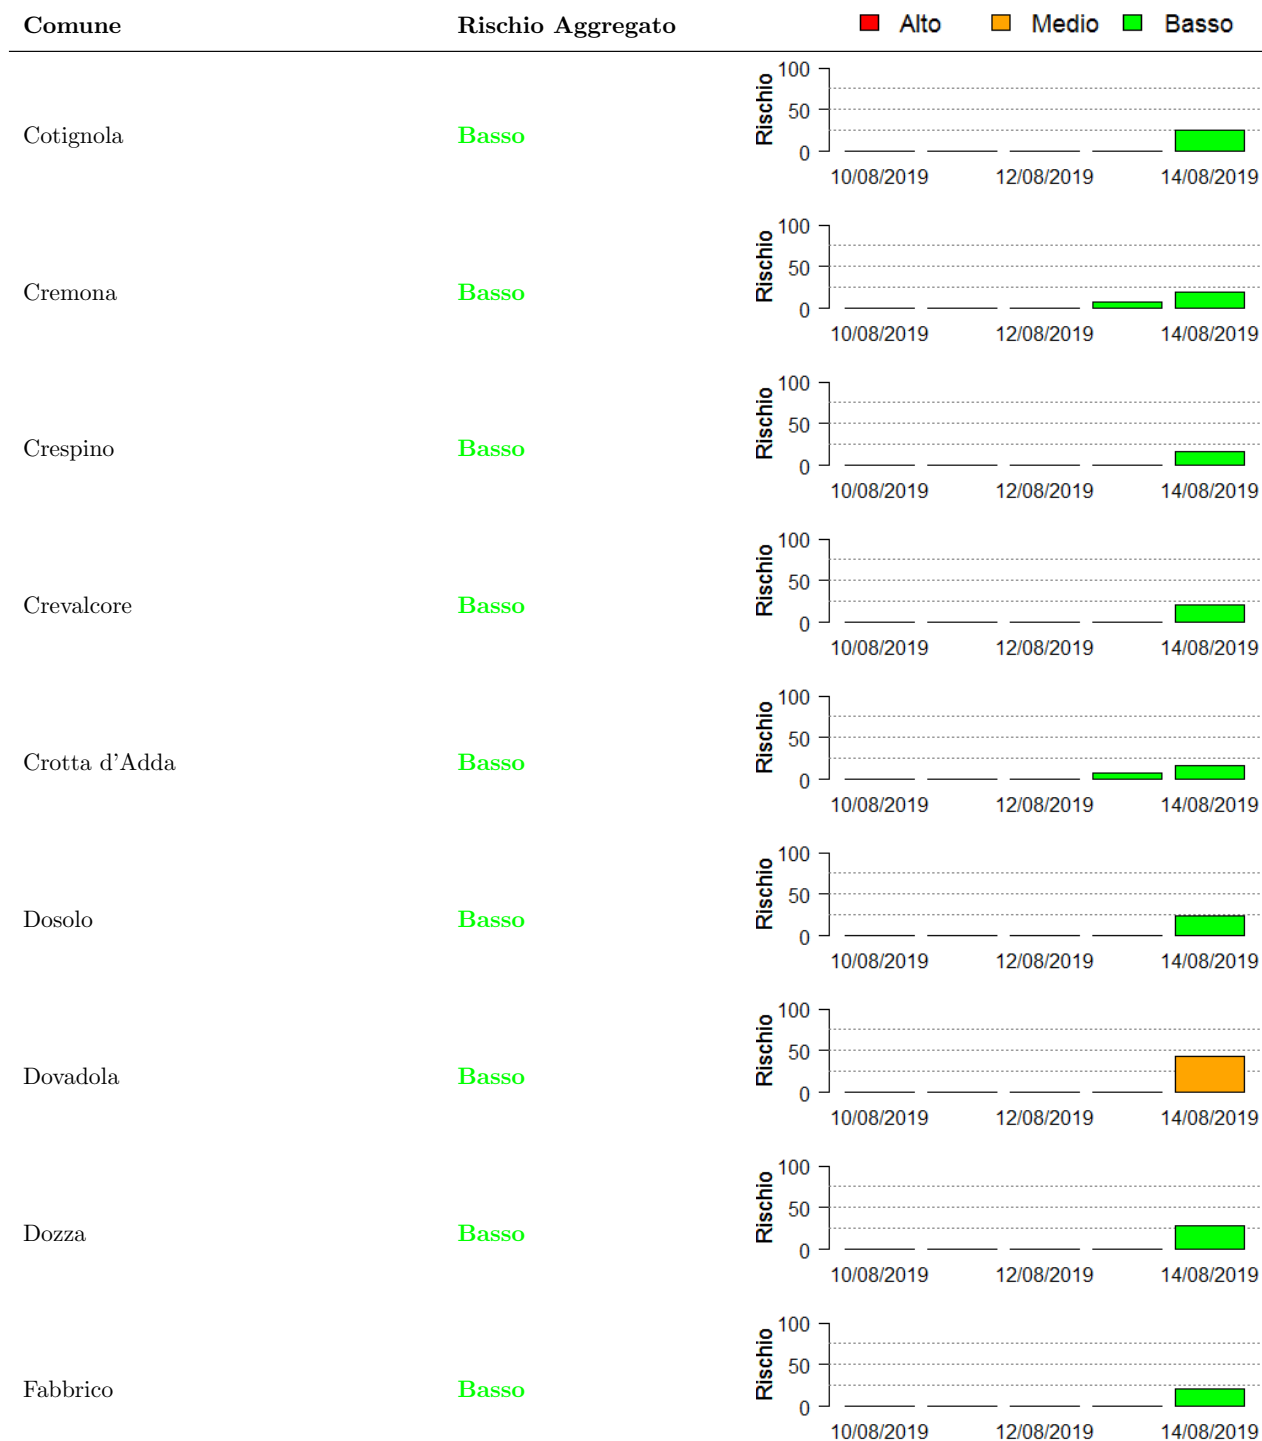 Comune Rischio Aggregato Alto Medio Basso
Cotignola Basso
Rischio
100
50
0
10/08/2019 12/08/2019 14/08/2019
Cremona Basso
Rischio
100
50
0
10/08/2019 12/08/2019 14/08/2019
Crespino Basso
Rischio
100
50
0
10/08/2019 12/08/2019 14/08/2019
Crevalcore Basso
Rischio
100
50
0
10/08/2019 12/08/2019 14/08/2019
Crotta d'Adda Basso
Rischio
100
50
0
10/08/2019 12/08/2019 14/08/2019
Dosolo Basso
Rischio
100
50
0
10/08/2019 12/08/2019 14/08/2019
Dovadola Basso
Rischio
100
50
0
10/08/2019 12/08/2019 14/08/2019
Dozza Basso
Rischio
100
50
0
10/08/2019 12/08/2019 14/08/2019
Fabbrico Basso
Rischio
100
50
0
10/08/2019 12/08/2019 14/08/2019